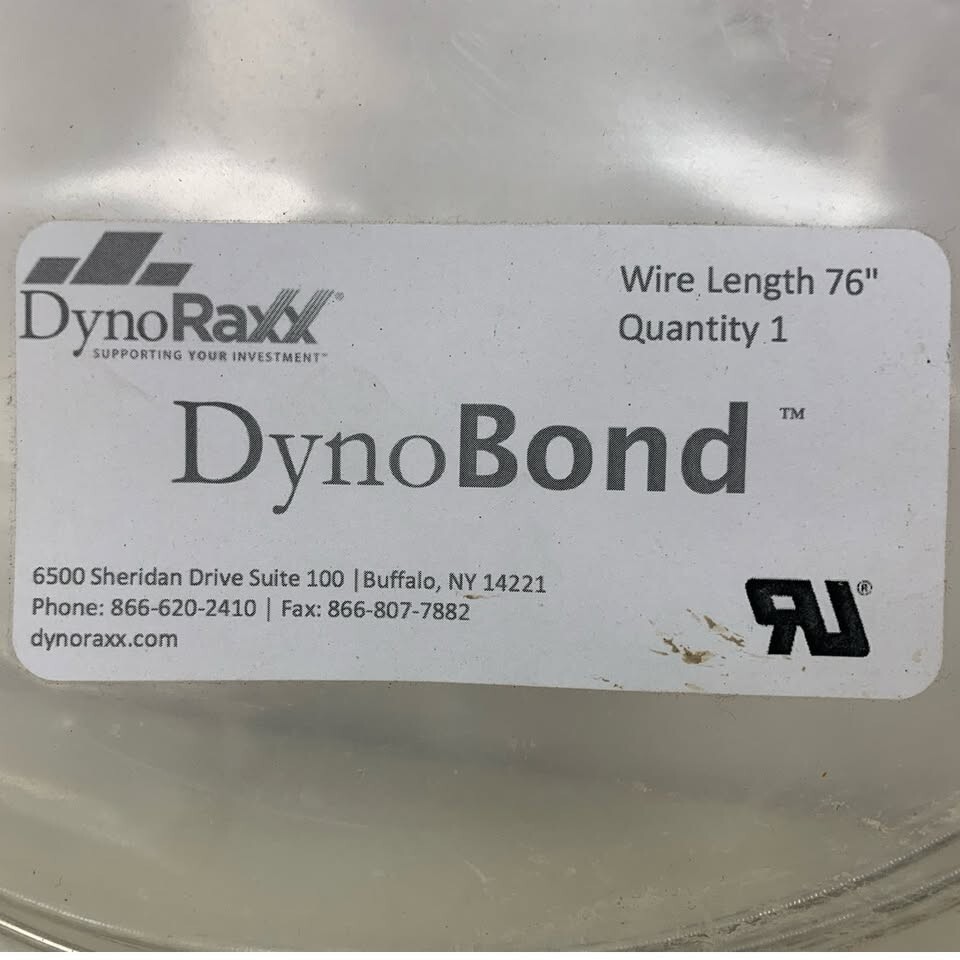 DynoRaxx®
SUPPORTING YOUR INVESTMENT™
Wire Length 76"
Quantity 1
DynoBond™
6500 Sheridan Drive Suite 100 |Buffalo, NY 14221
Phone: 866-620-2410 | Fax: 866-807-7882
dynoraxx.com
RU®